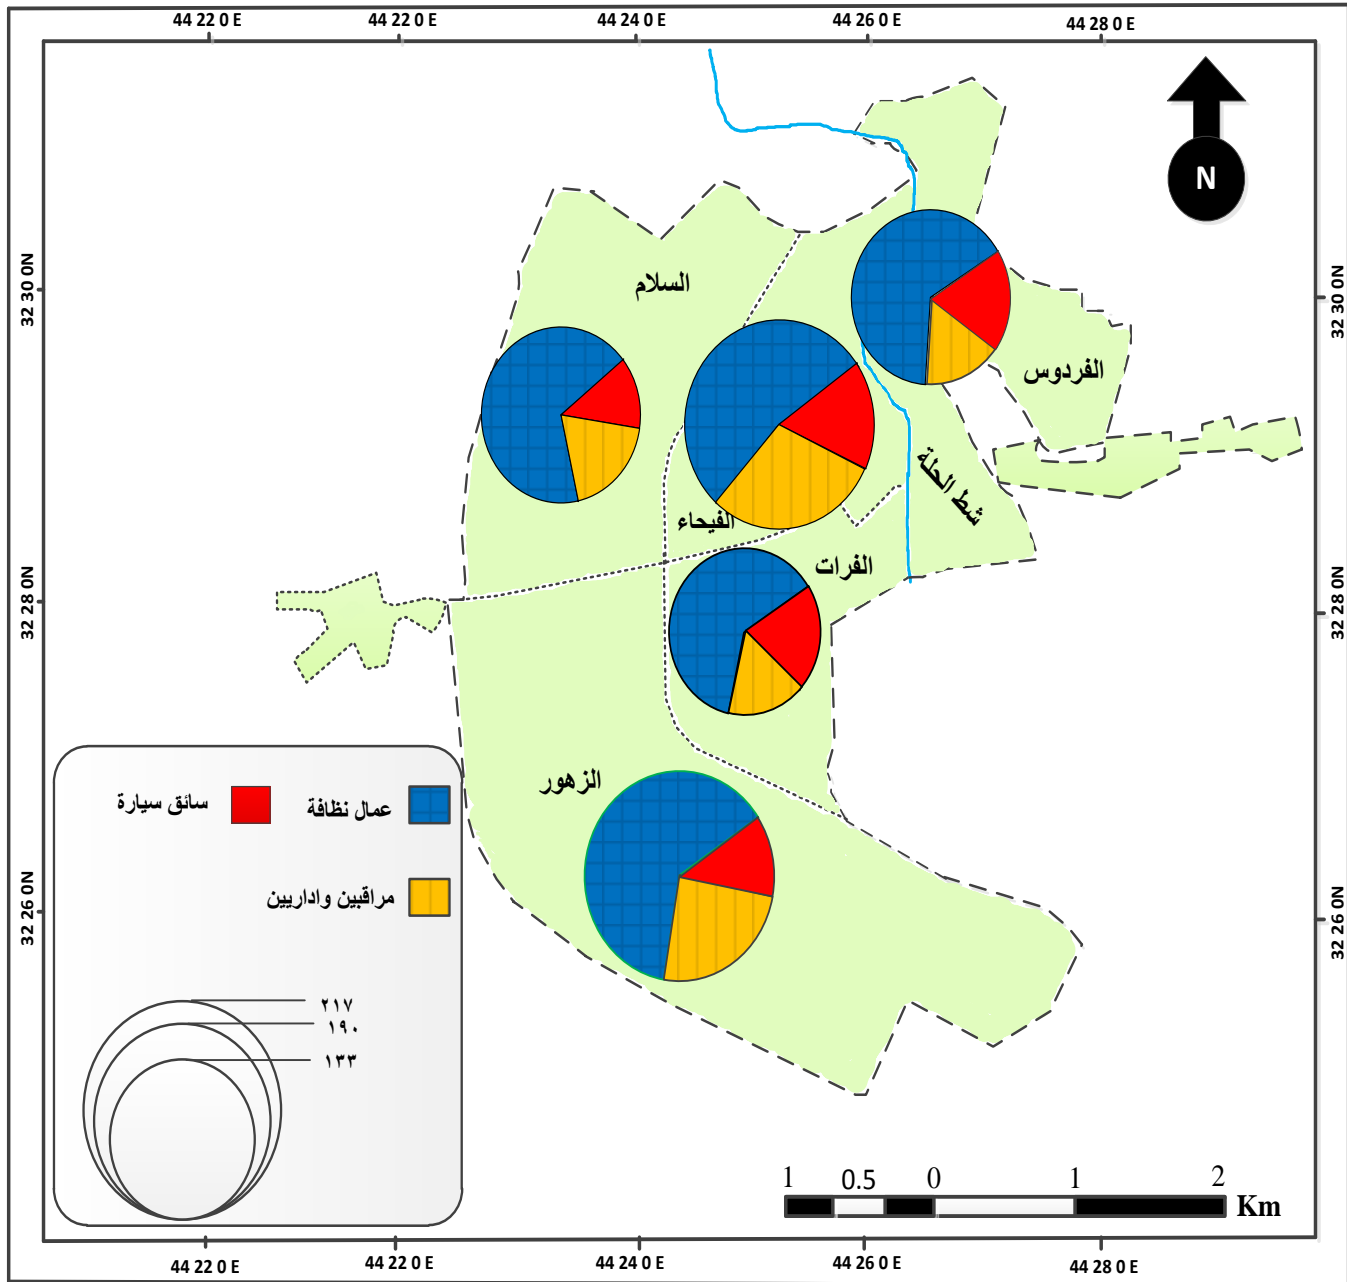 44 22 0 E 44 22 0 E 44 24 0 E 44 26 0 E 44 28 0 E
N
32 30 0N
32 30 0N
السلام
الفردوس
شط الحلة
الفيحاء
الفرات
32 28 0N
32 28 0N
الزهور
عمال نظافة
سائق سيارة
مراقبين واداريين
32 26 0N
32 26 0N
٢١٧
١٩٠
١٣٣
1 0.5 0 1 2
Km
44 22 0 E 44 22 0 E 44 24 0 E 44 26 0 E 44 28 0 E